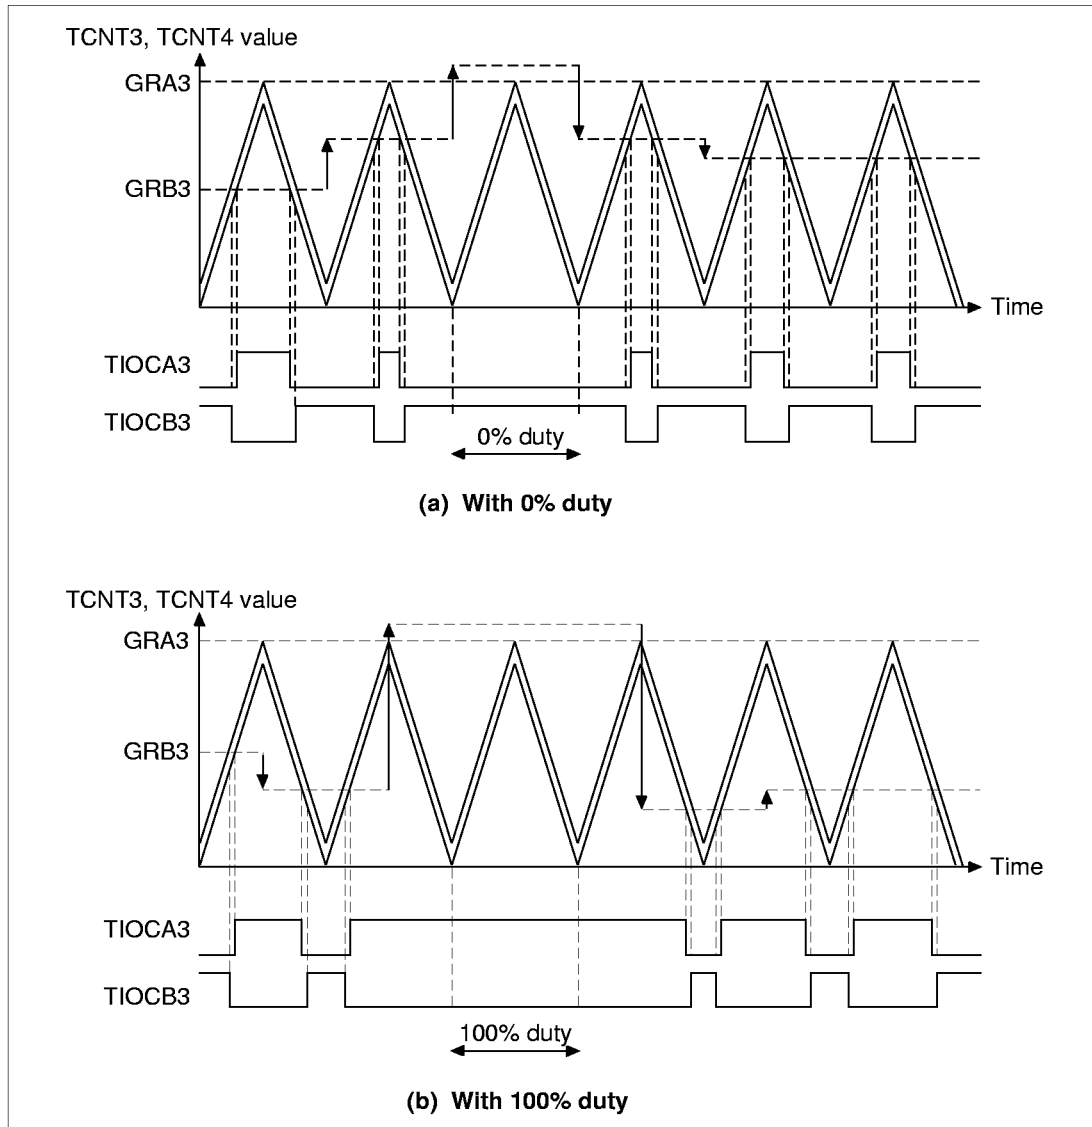 TCNT3, TCNT4 value
GRA3
GRB3
Time
TIOCA3
TIOCB3
0% duty
(a) With 0% duty
TCNT3, TCNT4 value
GRA3
GRB3
Time
TIOCA3
TIOCB3
100% duty
(b) With 100% duty